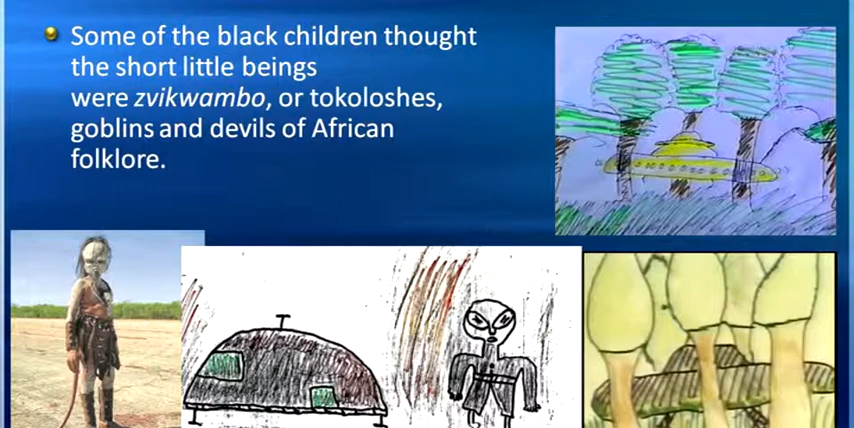 Some of the black children thought
the short little beings
were zvikwambo, or tokoloshes,
goblins and devils of African
folklore.